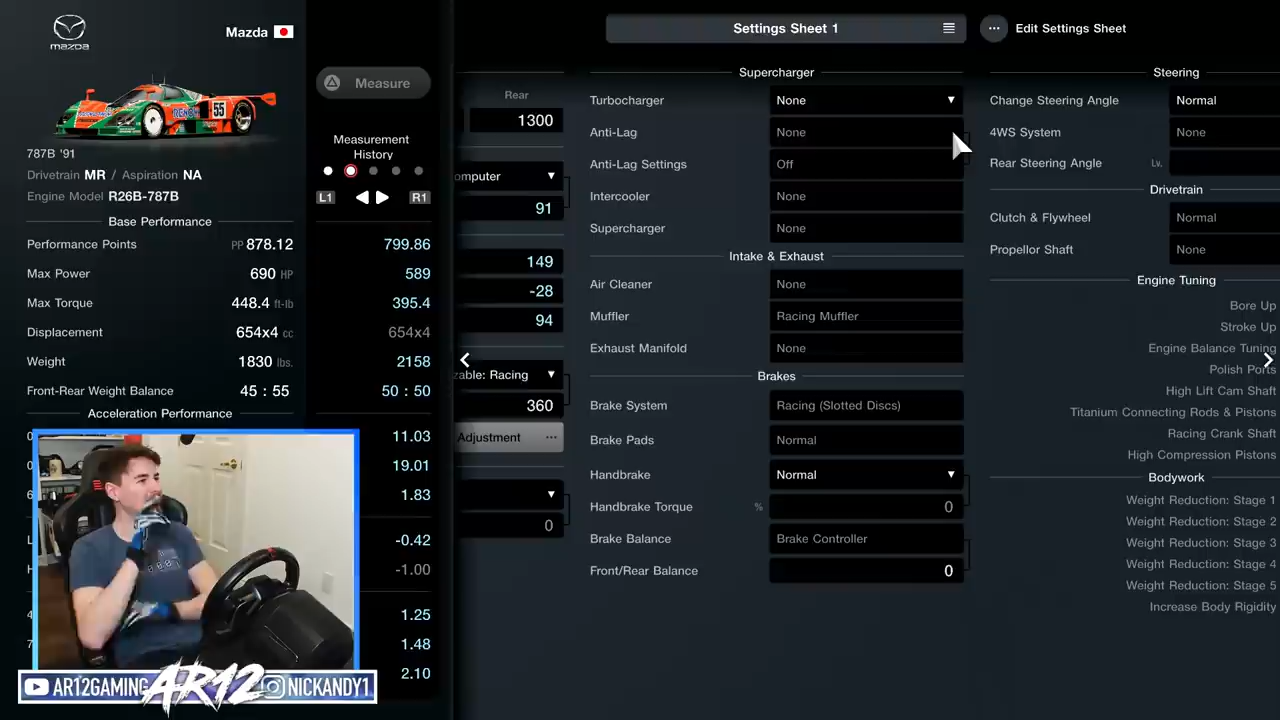 mazda
Mazda
787B '91
Drivetrain MR / Aspiration NA
Engine Model R26B-787B
Base Performance
Performance Points PP 878.12 799.86
Max Power 690 HP 589
Max Torque 448.4 ft-lb 395.4
Displacement 654x4 cc 654x4
Weight 1830 lbs. 2158
Front-Rear Weight Balance 45 : 55 50 : 50
Acceleration Performance
11.03
19.01
1.83
-0.42
-1.00
1.25
1.48
2.10
Measure
Measurement
History
L1 R1
Settings Sheet 1
Edit Settings Sheet
Rear
1300
omputer
91
149
-28
94
zable: Racing
360
Adjustment
0
Supercharger
Turbocharger None
Anti-Lag None
Anti-Lag Settings Off
Intercooler None
Supercharger None
Intake & Exhaust
Air Cleaner None
Muffler Racing Muffler
Exhaust Manifold None
Brakes
Brake System Racing (Slotted Discs)
Brake Pads Normal
Handbrake Normal
Handbrake Torque % 0
Brake Balance Brake Controller
Front/Rear Balance 0
Steering
Change Steering Angle Normal
4WS System None
Rear Steering Angle Lv.
Drivetrain
Clutch & Flywheel Normal
Propellor Shaft None
Engine Tuning
Bore Up
Stroke Up
Engine Balance Tuning
Polish Ports
High Lift Cam Shaft
Titanium Connecting Rods & Pistons
Racing Crank Shaft
High Compression Pistons
Bodywork
Weight Reduction: Stage 1
Weight Reduction: Stage 2
Weight Reduction: Stage 3
Weight Reduction: Stage 4
Weight Reduction: Stage 5
Increase Body Rigidity
AR12GAMING AR12 NICKANDY1